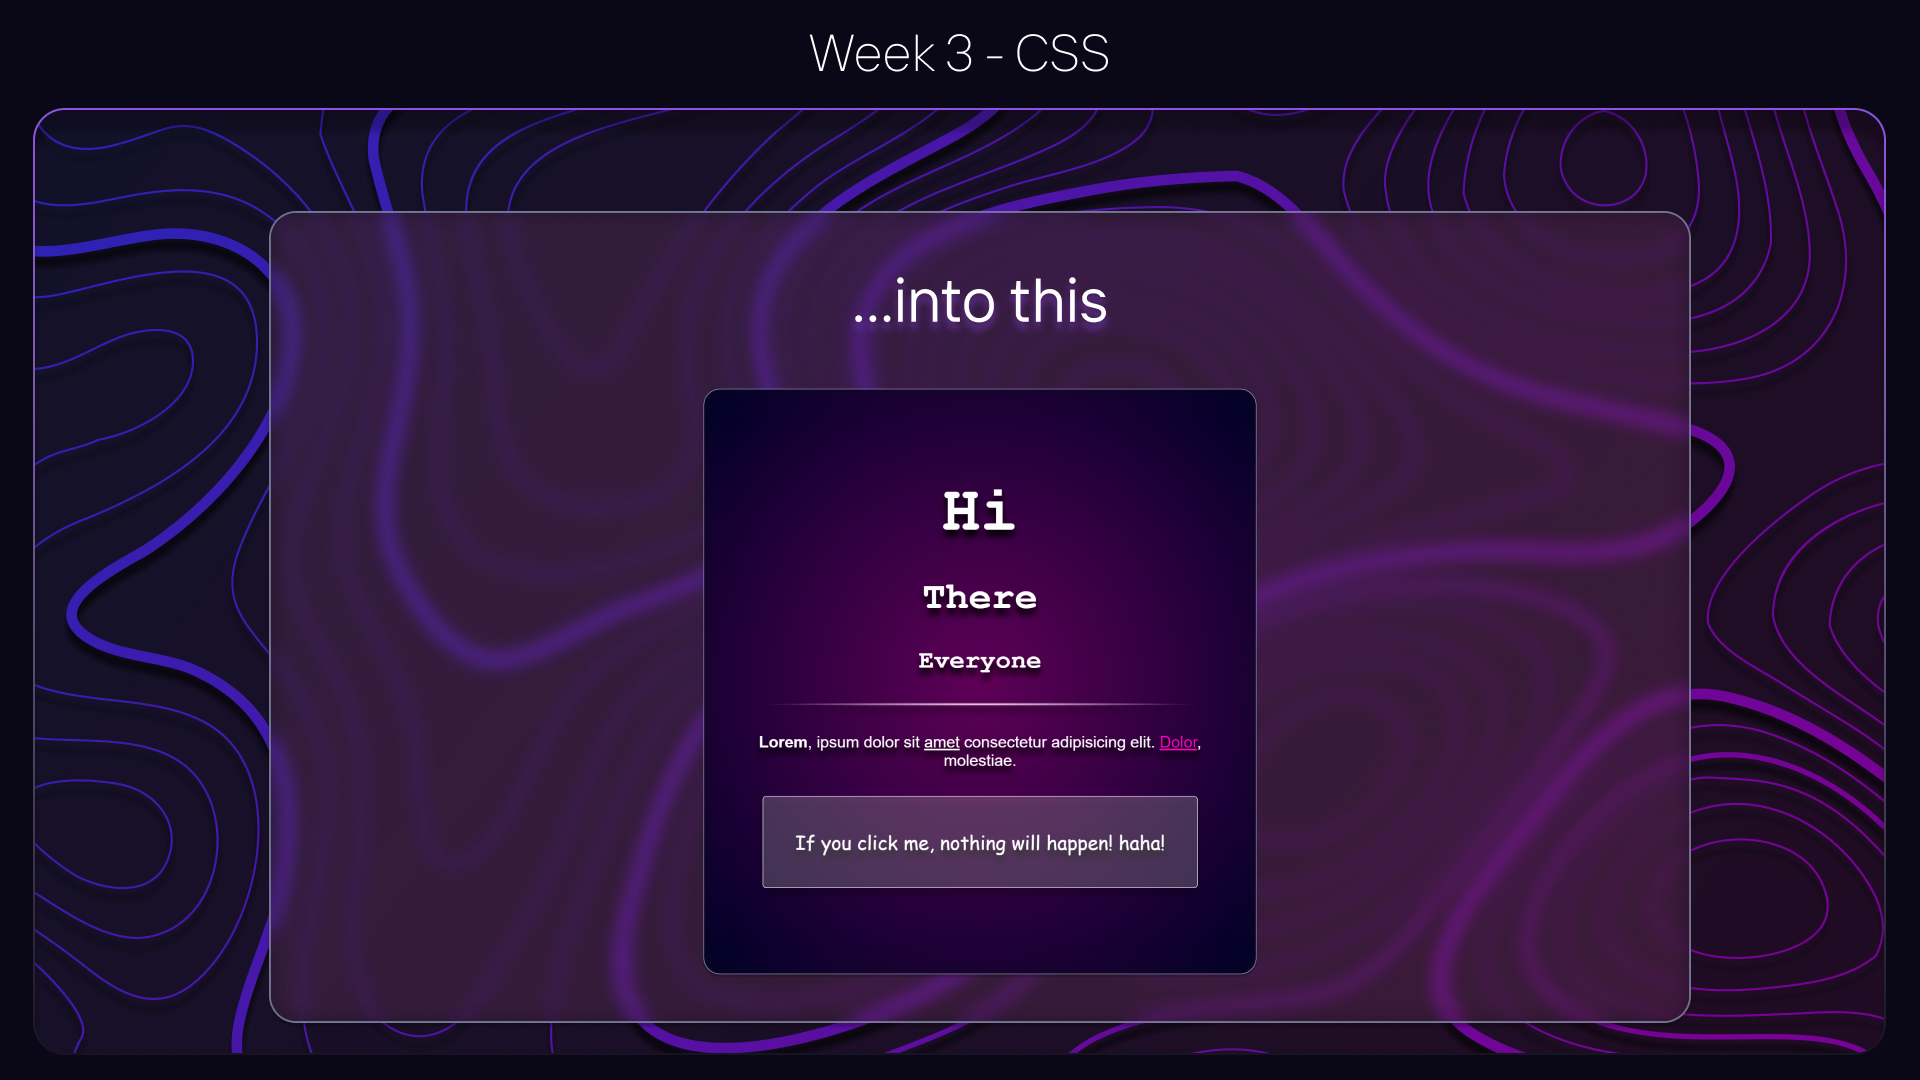 Week 3 - CSS
...into this
Hi
There
Everyone
Lorem, ipsum dolor sit amet consectetur adipisicing elit. Dolor,
molestiae.
If you click me, nothing will happen! haha!